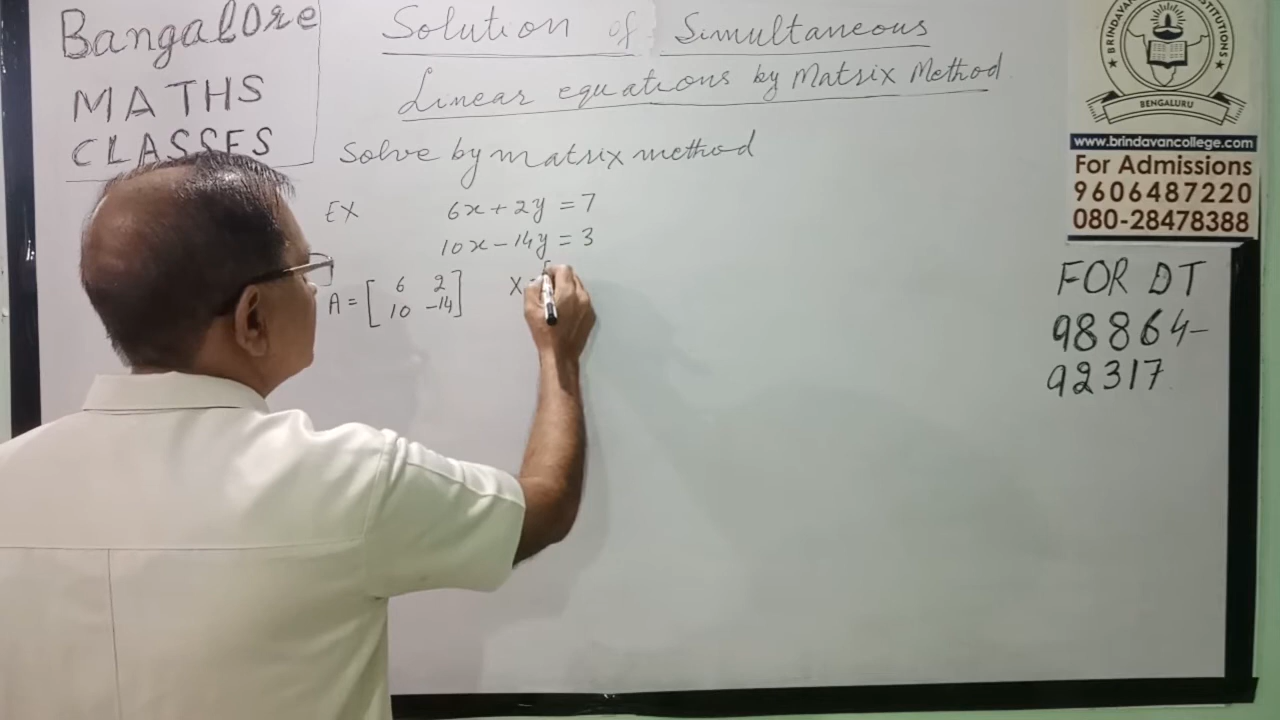 Bangalore
MATHS
CLASSES
Solution of Simultaneous
Linear equations by Matrix Method
Solve by matrix method
EX 6x + 2y = 7
10x - 14y = 3
A = [ 6 2
10 -14 ]
X = [
BRINDAVAN
INSTITUTIONS
BENGALURU
www.brindavancollege.com
For Admissions
9606487220
080-28478388
FOR DT
98864-
92317